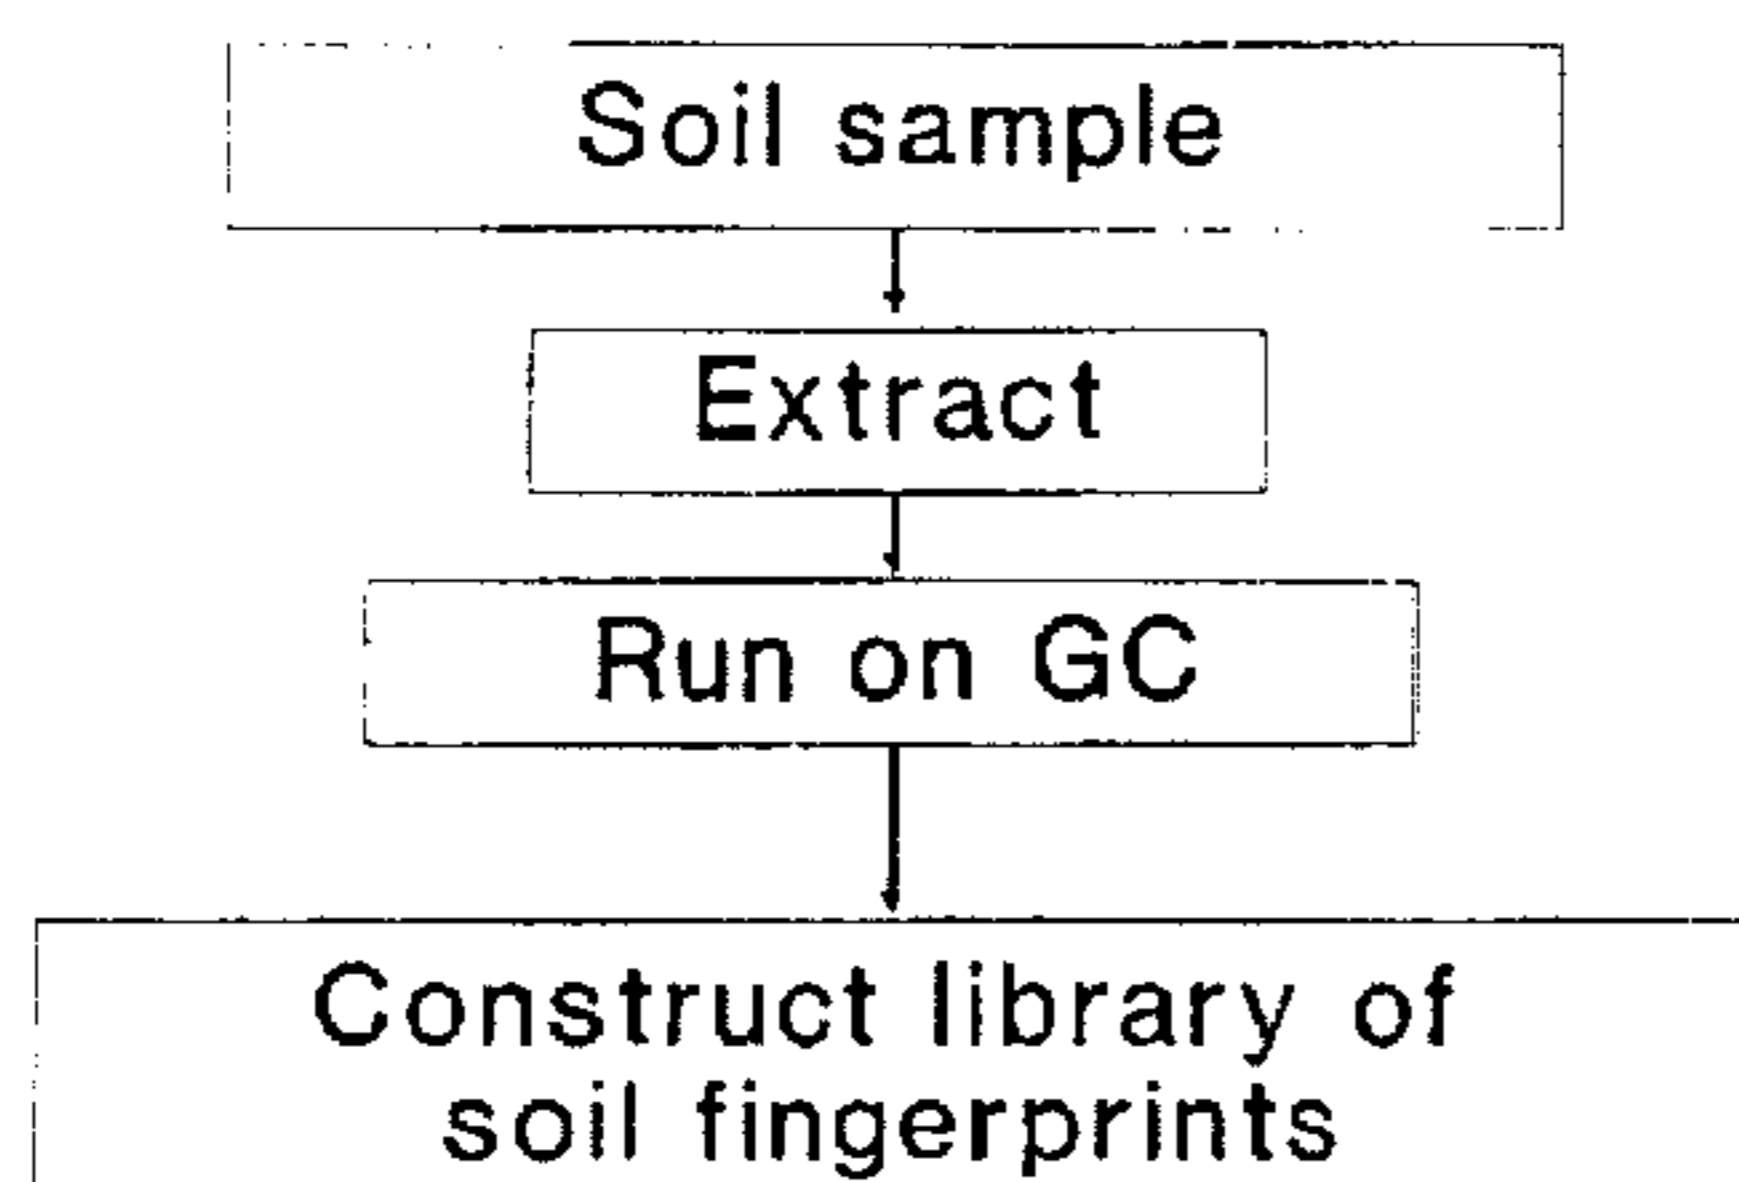 Soil sample
Extract
Run on GC
Construct library of
soil fingerprints